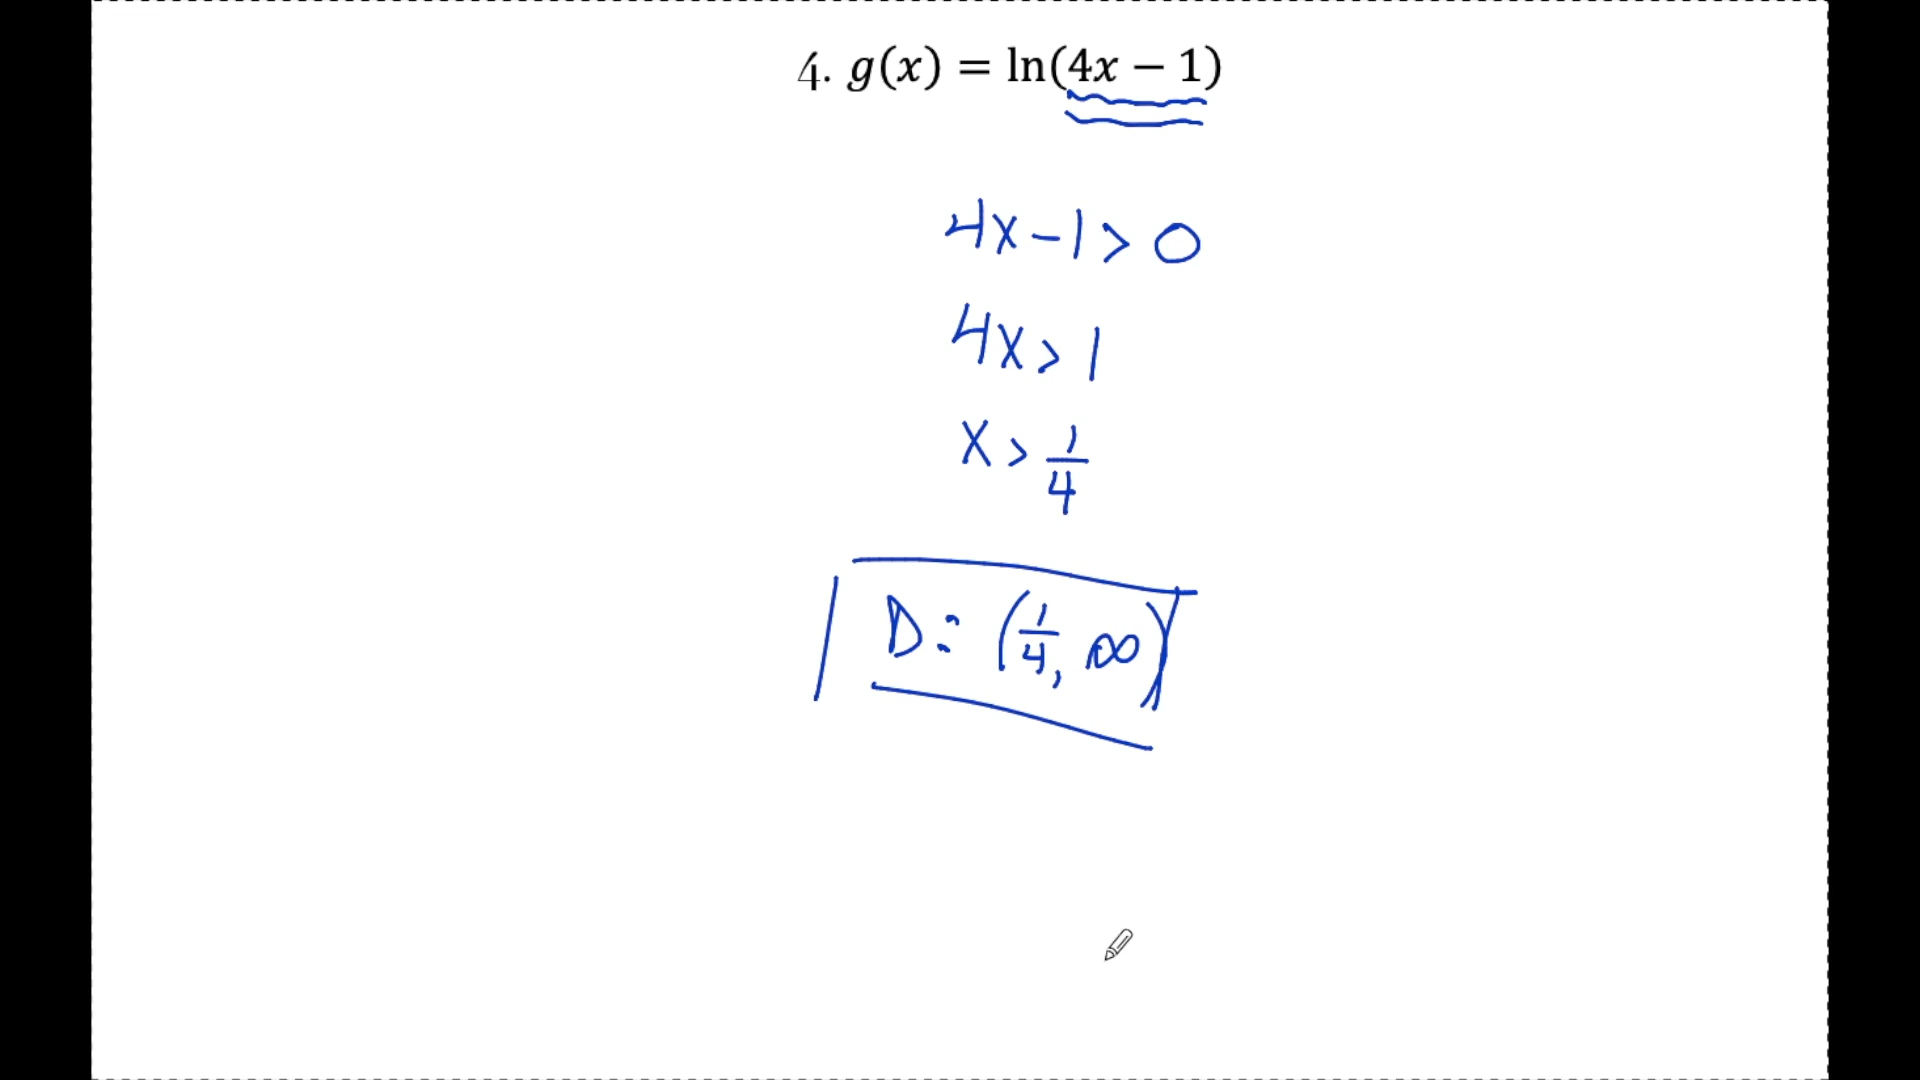 4. g(x) = ln(4x − 1)
4x-1>0
4x>1
x>1/4
D: (1/4, ∞)